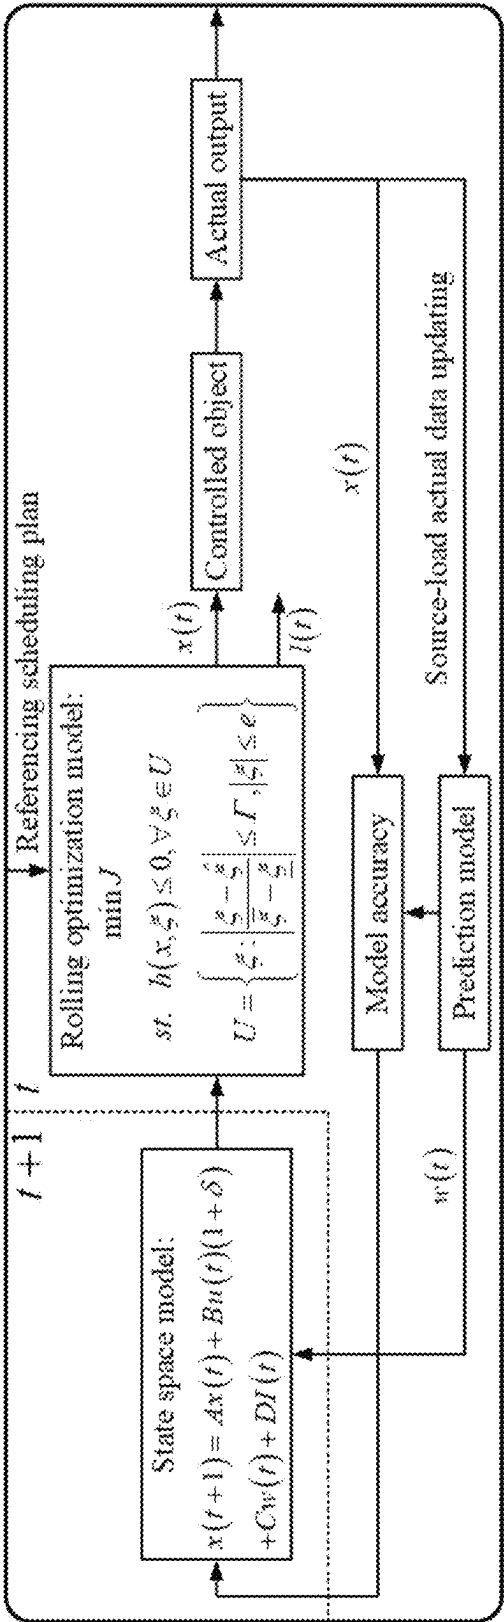 Referencing scheduling plan
t+1
t
State space model:
x(t+1)=Ax(t)+Bu(t)(1+δ)
+Cw(t)+DI(t)
Rolling optimization model:
min J
st. h(x,ξ)≤0,∀ξ∈U
U={ξ:|(ξ−ξ̂)/(ξ̄−ξ̲)|≤Γ,|ξ|≤e}
x(t)
l(t)
Controlled object
Actual output
x(t)
Model accuracy
Source-load actual data updating
w(t)
Prediction model